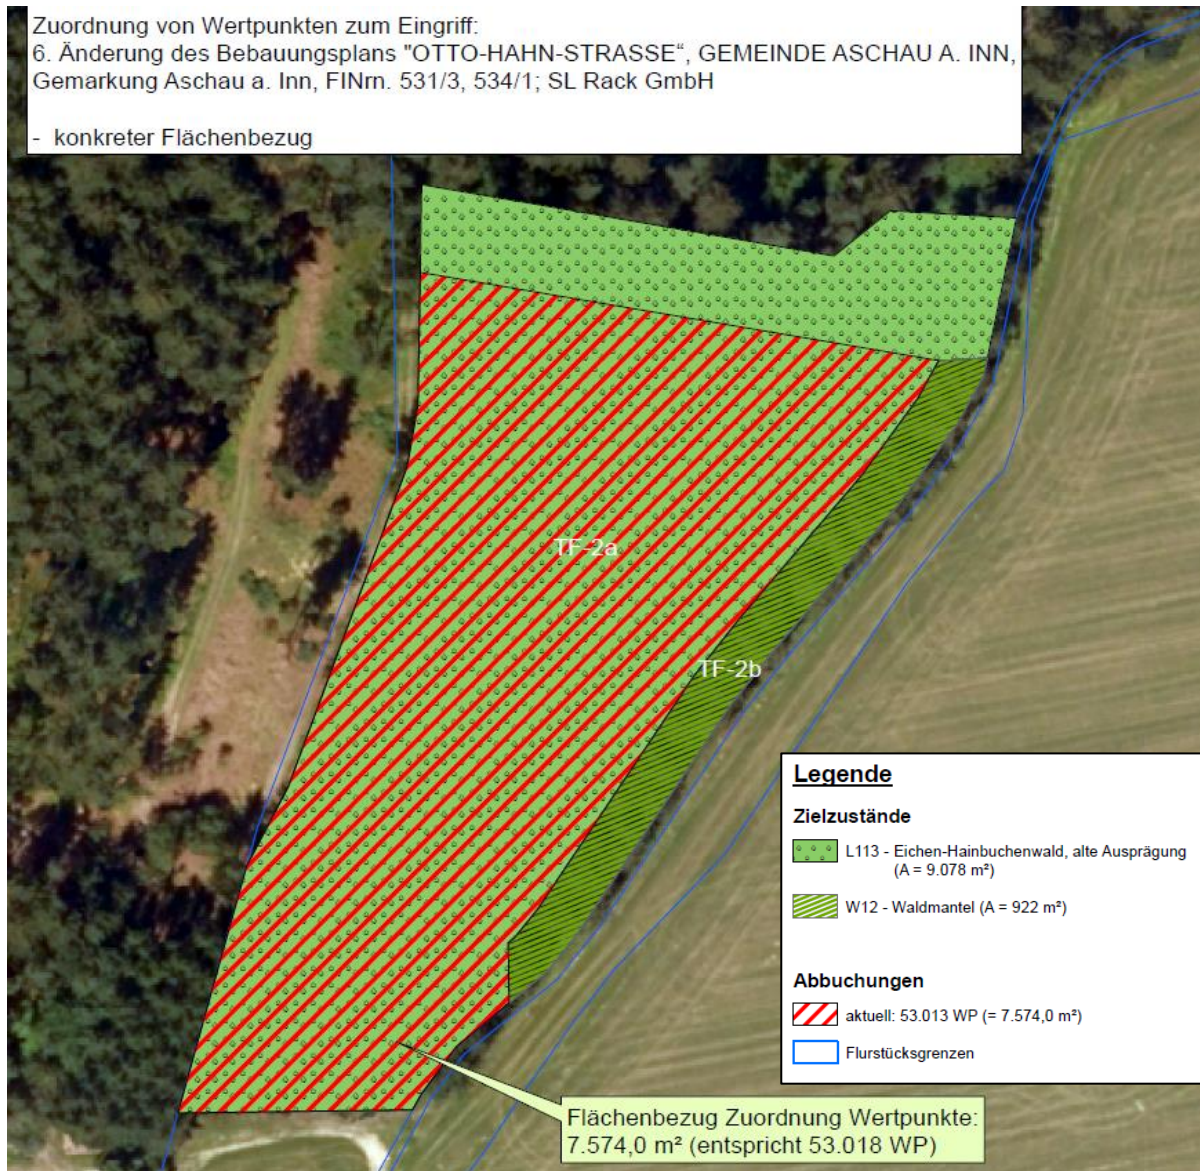 Zuordnung von Wertpunkten zum Eingriff:
6. Änderung des Bebauungsplans "OTTO-HAHN-STRASSE“, GEMEINDE ASCHAU A. INN,
Gemarkung Aschau a. Inn, FlNrn. 531/3, 534/1; SL Rack GmbH
- konkreter Flächenbezug
TF-2a
TF-2b
Legende
Zielzustände
L113 - Eichen-Hainbuchenwald, alte Ausprägung
(A = 9.078 m²)
W12 - Waldmantel (A = 922 m²)
Abbuchungen
aktuell: 53.013 WP (= 7.574,0 m²)
Flurstücksgrenzen
Flächenbezug Zuordnung Wertpunkte:
7.574,0 m² (entspricht 53.018 WP)